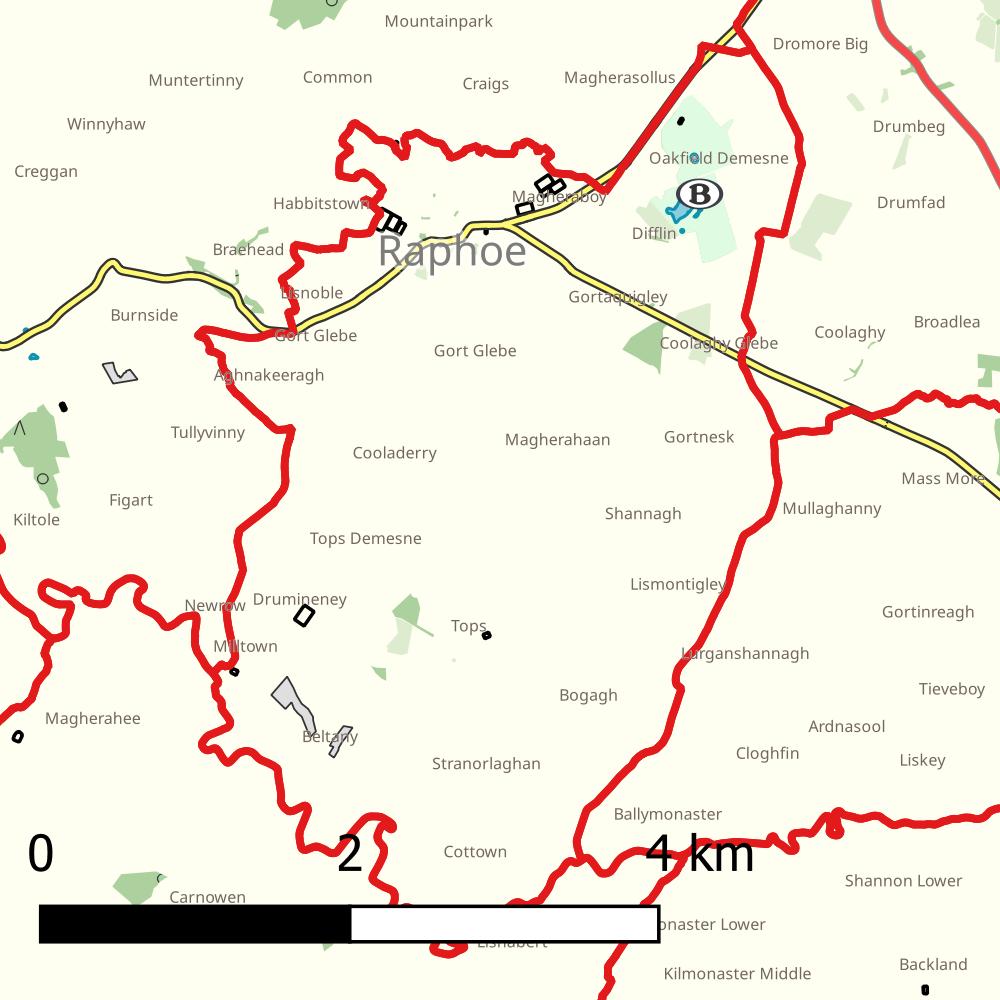 Mountainpark
Dromore Big
Muntertinny
Common
Craigs
Magherasollus
Winnyhaw
Drumbeg
Creggan
Oakfield Demesne
B
Habbitstown
Magheraboy
Drumfad
Difflin
Braehead
Raphoe
Lisnoble
Gortaquigley
Burnside
Gort Glebe
Gort Glebe
Coolaghy Glebe
Coolaghy
Broadlea
Aghnakeeragh
Tullyvinny
Cooladerry
Magherahaan
Gortnesk
Mass More
Figart
Kiltole
Shannagh
Mullaghanny
Tops Demesne
Lismontigley
Newrow
Drumineney
Tops
Gortinreagh
Milltown
Lurganshannagh
Bogagh
Tieveboy
Magherahee
Ardnasool
Beltany
Stranorlaghan
Cloghfin
Liskey
Ballymonaster
0
2
4 km
Cottown
Shannon Lower
Carnowen
onaster Lower
Lisnabert
Backland
Kilmonaster Middle